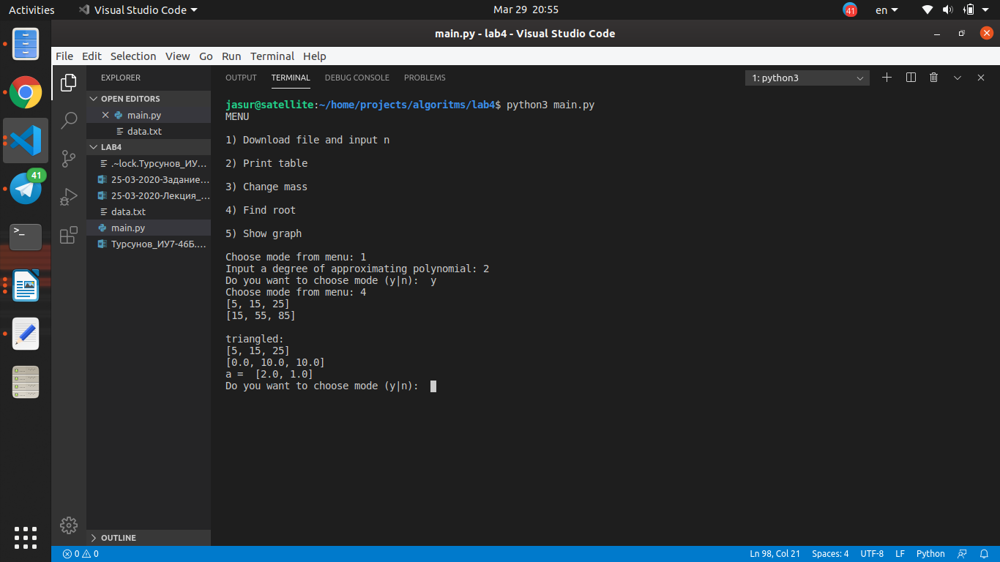 Activities Visual Studio Code Mar 29 20:55 41 en
main.py - lab4 - Visual Studio Code
File Edit Selection View Go Run Terminal Help
EXPLORER
OPEN EDITORS
main.py
data.txt
LAB4
.~lock.Турсунов_ИУ...
25-03-2020-Задание...
25-03-2020-Лекция_...
data.txt
main.py
Турсунов_ИУ7-46Б....
OUTLINE
41
>_
OUTPUT TERMINAL DEBUG CONSOLE PROBLEMS 1: python3
jasur@satellite:~/home/projects/algoritms/lab4$ python3 main.py
MENU
1) Download file and input n
2) Print table
3) Change mass
4) Find root
5) Show graph
Choose mode from menu: 1
Input a degree of approximating polynomial: 2
Do you want to choose mode (y|n):  y
Choose mode from menu: 4
[5, 15, 25]
[15, 55, 85]
triangled:
[5, 15, 25]
[0.0, 10.0, 10.0]
a =  [2.0, 1.0]
Do you want to choose mode (y|n):
0 0 Ln 98, Col 21 Spaces: 4 UTF-8 LF Python